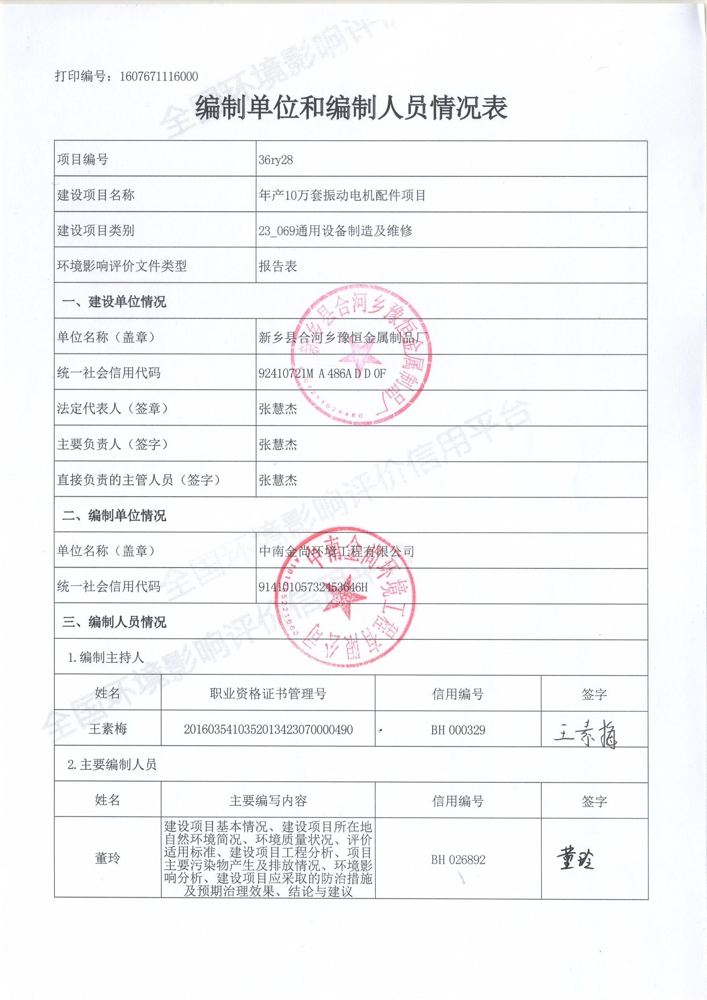 打印编号：1607671116000
编制单位和编制人员情况表
项目编号 36ry28
建设项目名称 年产10万套振动电机配件项目
建设项目类别 23_069通用设备制造及维修
环境影响评价文件类型 报告表
一、建设单位情况
单位名称（盖章） 新乡县合河乡豫恒金属制品厂
统一社会信用代码 92410721MA486ADD0F
法定代表人（签章） 张慧杰
主要负责人（签字） 张慧杰
直接负责的主管人员（签字） 张慧杰
二、编制单位情况
单位名称（盖章） 中南金尚环境工程有限公司
统一社会信用代码 91410105732453646H
三、编制人员情况
1.编制主持人
姓名 职业资格证书管理号 信用编号 签字
王素梅 2016035410352013423070000490 BH000329 王素梅
2.主要编制人员
姓名 主要编写内容 信用编号 签字
董玲 BH026892 董玲
建设项目基本情况、建设项目所在地
自然环境简况、环境质量状况、评价
适用标准、建设项目工程分析、项目
主要污染物产生及排放情况、环境影
响分析、建设项目应采取的防治措施
及预期治理效果、结论与建议
新乡县合河乡豫恒金属制品厂
中南金尚环境工程有限公司
410105221060
全国环境影响评价信用平台